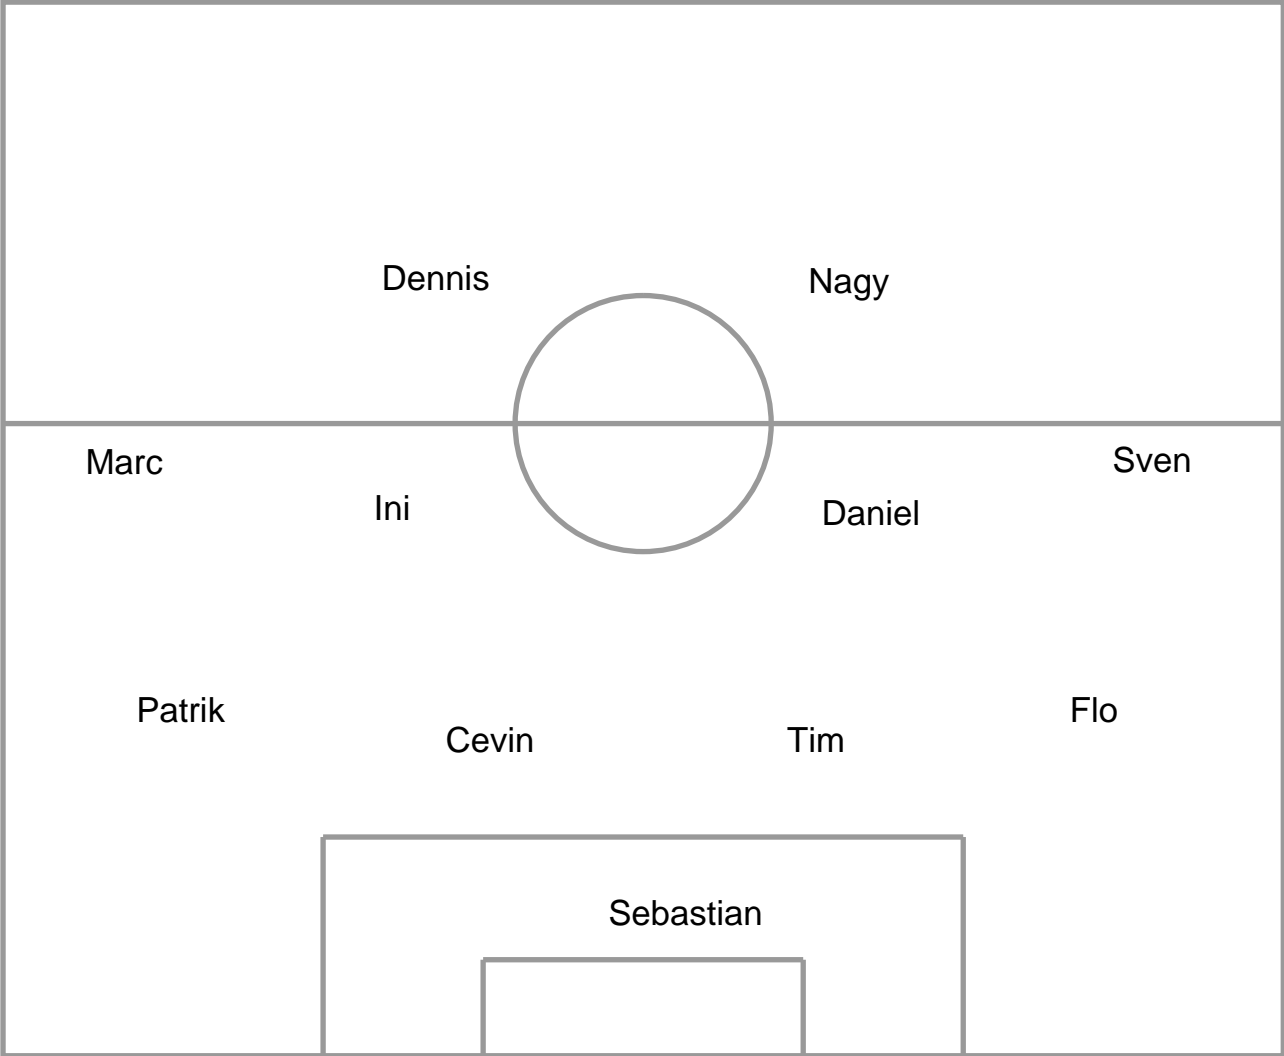 Dennis
Nagy
Marc
Sven
Ini
Daniel
Patrik
Flo
Cevin
Tim
Sebastian